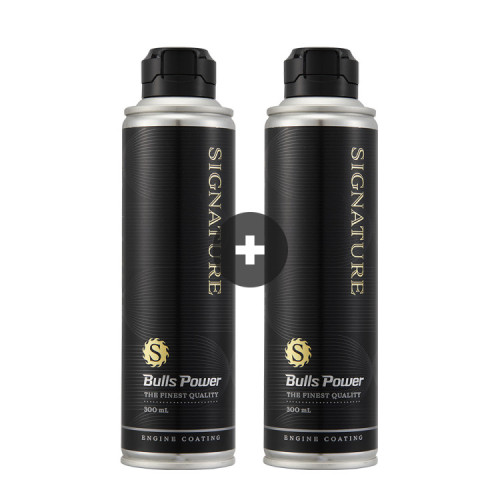 SIGNATURE
S
Bulls Power
THE FINEST QUALITY
300 mL
ENGINE COATING
+
SIGNATURE
S
Bulls Power
THE FINEST QUALITY
300 mL
ENGINE COATING